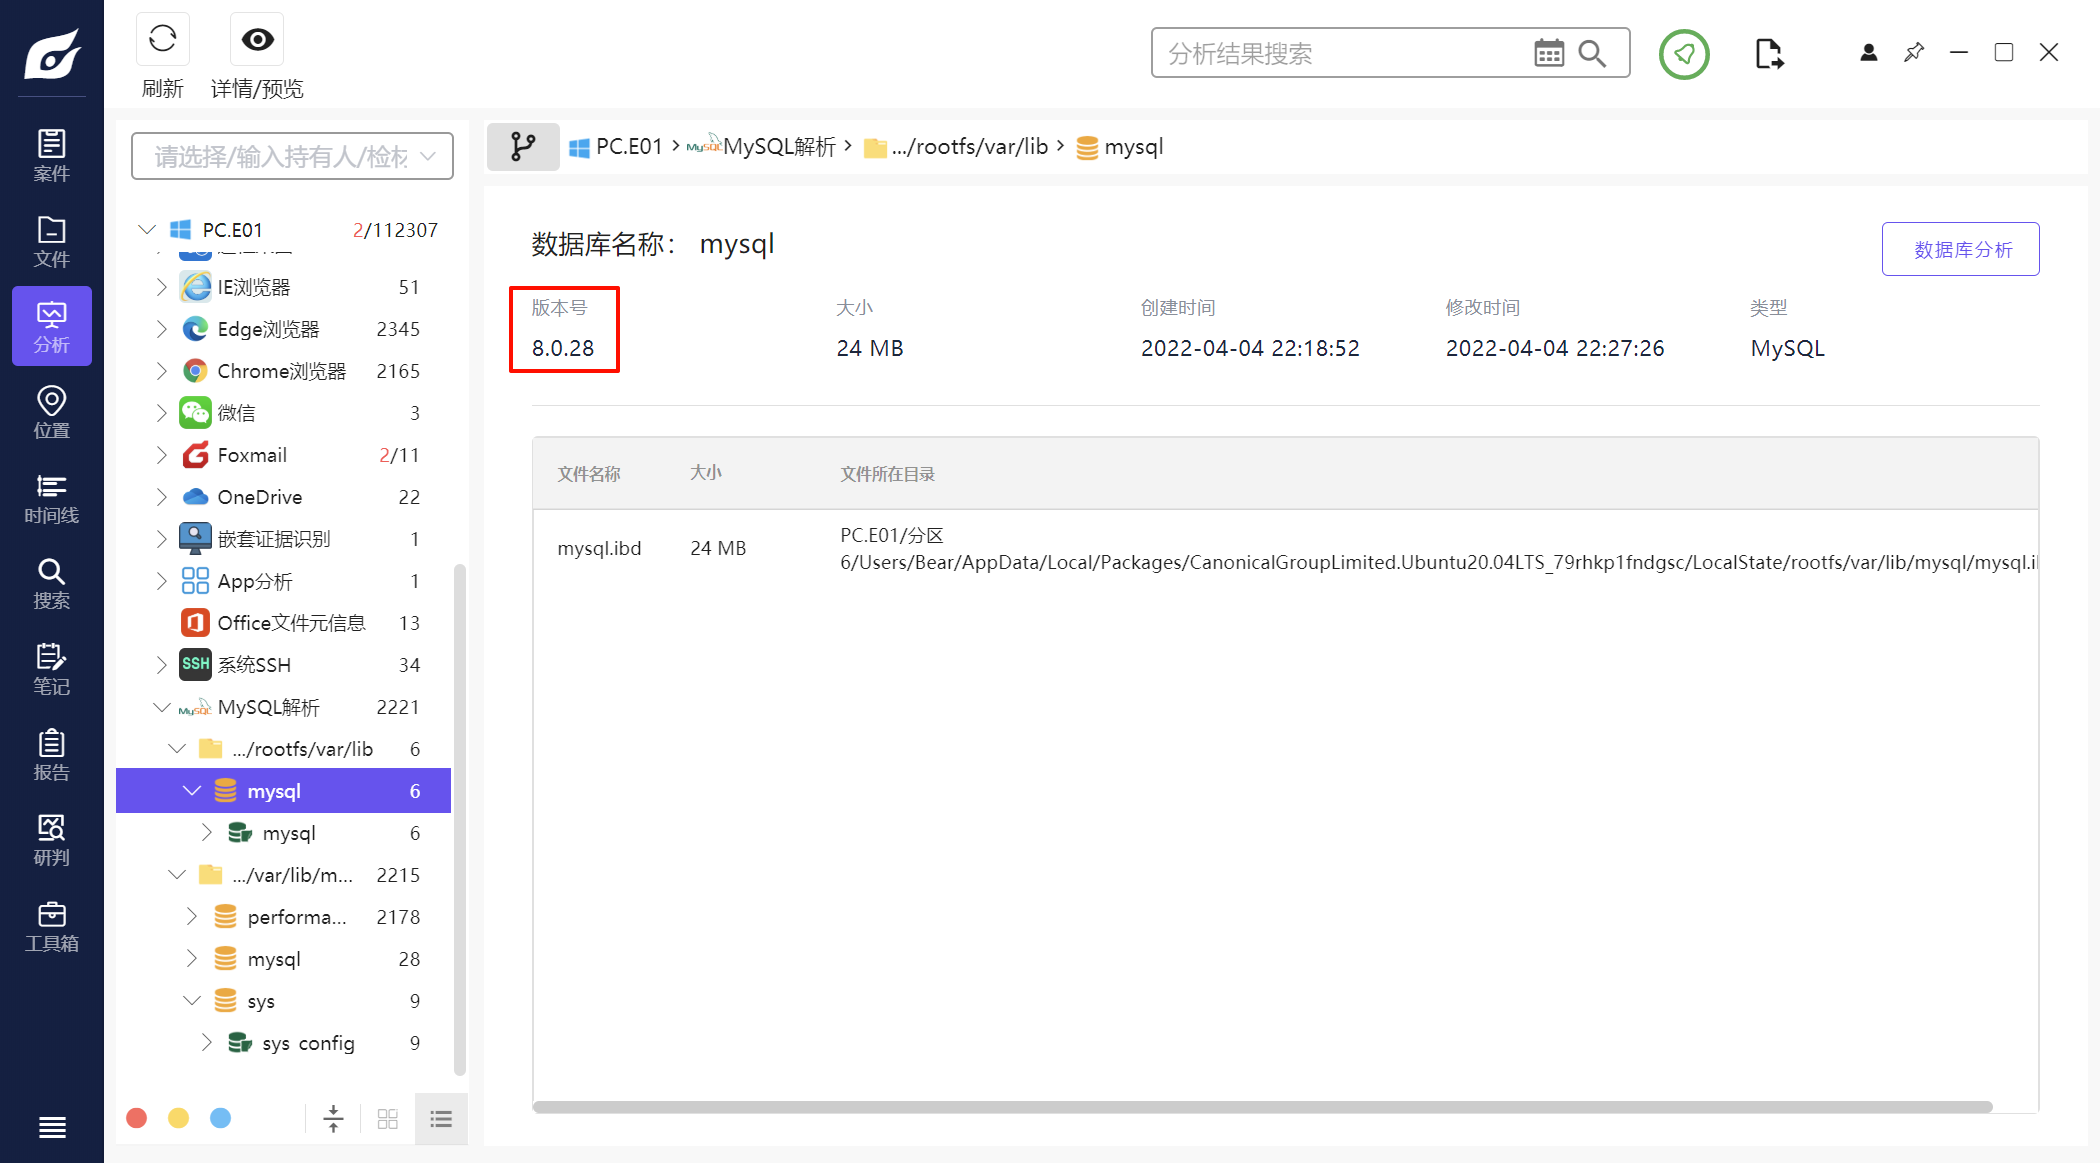 刷新
详情/预览
分析结果搜索
案件
文件
分析
位置
时间线
搜索
笔记
报告
研判
工具箱
请选择/输入持有人/检材
PC.E01 2/112307
IE浏览器 51
Edge浏览器 2345
Chrome浏览器 2165
微信 3
Foxmail 2/11
OneDrive 22
嵌套证据识别 1
App分析 1
Office文件元信息 13
SSH 系统SSH 34
MySQL MySQL解析 2221
.../rootfs/var/lib 6
mysql 6
mysql 6
.../var/lib/m... 2215
performa... 2178
mysql 28
sys 9
sys config 9
PC.E01 > MySQL MySQL解析 > .../rootfs/var/lib > mysql
数据库名称： mysql
数据库分析
版本号 大小 创建时间 修改时间 类型
8.0.28 24 MB 2022-04-04 22:18:52 2022-04-04 22:27:26 MySQL
文件名称 大小 文件所在目录
mysql.ibd 24 MB PC.E01/分区
6/Users/Bear/AppData/Local/Packages/CanonicalGroupLimited.Ubuntu20.04LTS_79rhkp1fndgsc/LocalState/rootfs/var/lib/mysql/mysql.i